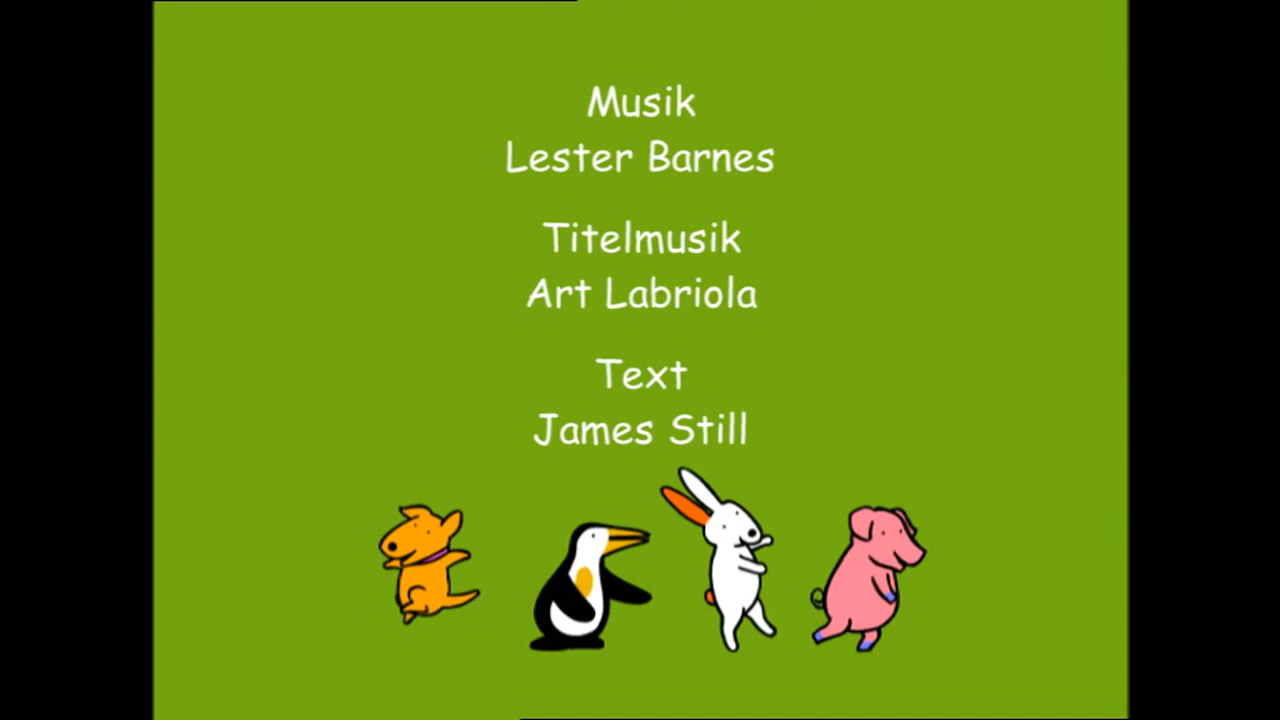 Musik
Lester Barnes
Titelmusik
Art Labriola
Text
James Still